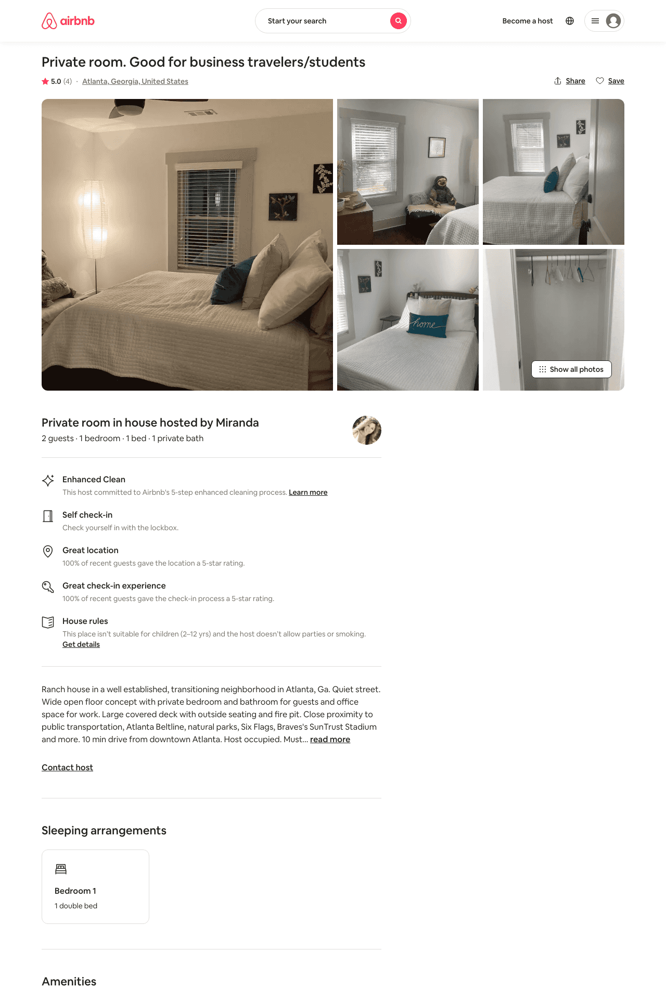 airbnb
Start your search
Become a host
Private room. Good for business travelers/students
5.0 (4) · Atlanta, Georgia, United States
Share
Save
home
Show all photos
Private room in house hosted by Miranda
2 guests · 1 bedroom · 1 bed · 1 private bath
Enhanced Clean
This host committed to Airbnb's 5-step enhanced cleaning process. Learn more
Self check-in
Check yourself in with the lockbox.
Great location
100% of recent guests gave the location a 5-star rating.
Great check-in experience
100% of recent guests gave the check-in process a 5-star rating.
House rules
This place isn’t suitable for children (2–12 yrs) and the host doesn’t allow parties or smoking.
Get details
Ranch house in a well established, transitioning neighborhood in Atlanta, Ga. Quiet street.
Wide open floor concept with private bedroom and bathroom for guests and office
space for work. Large covered deck with outside seating and fire pit. Close proximity to
public transportation, Atlanta Beltline, natural parks, Six Flags, Braves's SunTrust Stadium
and more. 10 min drive from downtown Atlanta. Host occupied. Must... read more
Contact host
Sleeping arrangements
Bedroom 1
1 double bed
Amenities